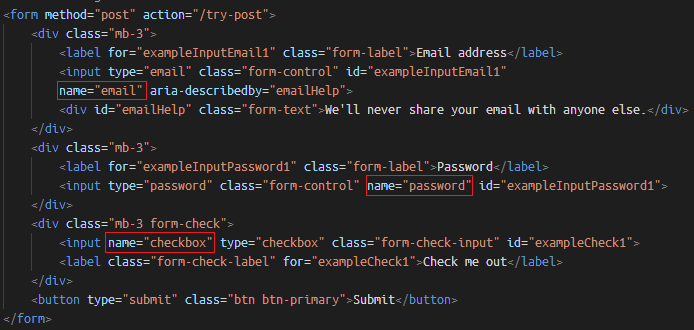 <form method="post" action="/try-post">
<div class="mb-3">
<label for="exampleInputEmail1" class="form-label">Email address</label>
<input type="email" class="form-control" id="exampleInputEmail1"
name="email" aria-describedby="emailHelp">
<div id="emailHelp" class="form-text">We'll never share your email with anyone else.</div>
</div>
<div class="mb-3">
<label for="exampleInputPassword1" class="form-label">Password</label>
<input type="password" class="form-control" name="password" id="exampleInputPassword1">
</div>
<div class="mb-3 form-check">
<input name="checkbox" type="checkbox" class="form-check-input" id="exampleCheck1">
<label class="form-check-label" for="exampleCheck1">Check me out</label>
</div>
<button type="submit" class="btn btn-primary">Submit</button>
</form>